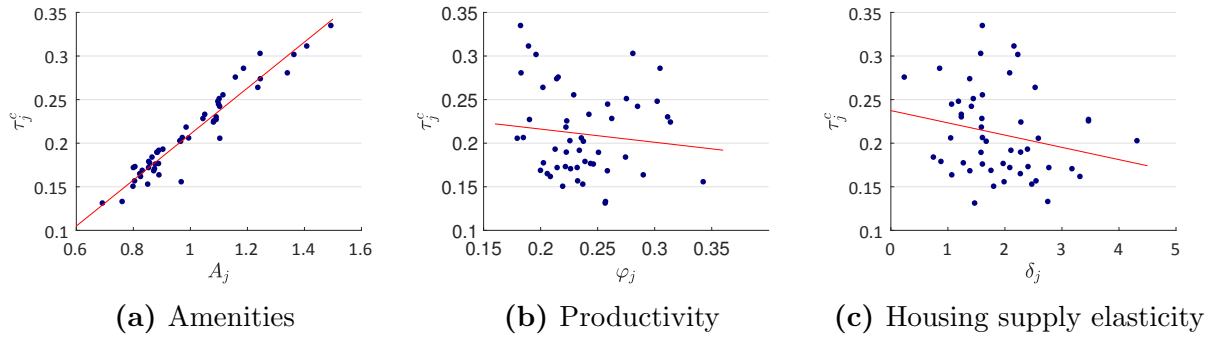 0.35
0.3
0.25
0.2
0.15
0.1
τ_j^c
0.6 0.8 1 1.2 1.4 1.6
A_j
(a) Amenities
0.35
0.3
0.25
0.2
0.15
0.1
τ_j^c
0.15 0.2 0.25 0.3 0.35
φ_j
(b) Productivity
0.35
0.3
0.25
0.2
0.15
0.1
τ_j^c
0 1 2 3 4 5
δ_j
(c) Housing supply elasticity